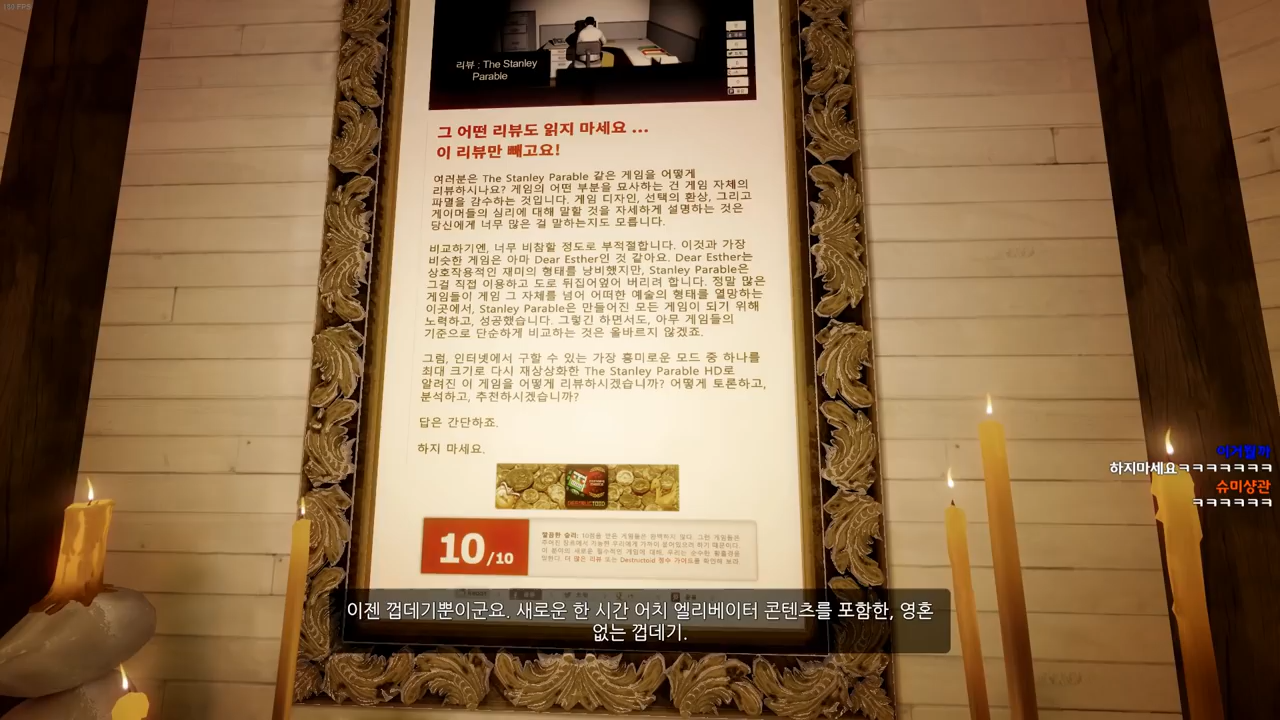 리뷰 : The Stanley
Parable
그 어떤 리뷰도 읽지 마세요 ...
이 리뷰만 빼고요!
여러분은 The Stanley Parable 같은 게임을 어떻게
리뷰하시나요? 게임의 어떤 부분을 묘사하는 건 게임 자체의
파멸을 감수하는 것입니다. 게임 디자인, 선택의 환상, 그리고
게이머들의 심리에 대해 말할 것을 자세하게 설명하는 것은
당신에게 너무 많은 걸 말하는지도 모릅니다.
비교하기엔, 너무 비참할 정도로 부적절합니다. 이것과 가장
비슷한 게임은 아마 Dear Esther인 것 같아요. Dear Esther는
상호작용적인 재미의 형태를 낭비했지만, Stanley Parable은
그걸 직접 이용하고 도로 뒤집어엎어 버리려 합니다. 정말 많은
게임들이 게임 그 자체를 넘어 어떠한 예술의 형태를 열망하는
이곳에서, Stanley Parable은 만들어진 모든 게임이 되기 위해
노력하고, 성공했습니다. 그렇긴 하면서도, 아무 게임들의
기준으로 단순하게 비교하는 것은 올바르지 않겠죠.
그럼, 인터넷에서 구할 수 있는 가장 흥미로운 모드 중 하나를
최대 크기로 다시 재상상화한 The Stanley Parable HD로
알려진 이 게임을 어떻게 리뷰하시겠습니까? 어떻게 토론하고,
분석하고, 추천하시겠습니까?
답은 간단하죠.
하지 마세요.
DESTRUCTOID
10/10
이젠 껍데기뿐이군요. 새로운 한 시간 어치 엘리베이터 콘텐츠를 포함한, 영혼
없는 껍데기.
하지마세요ㅋㅋㅋㅋㅋㅋㅋ
슈미샹관
ㅋㅋㅋㅋㅋㅋ